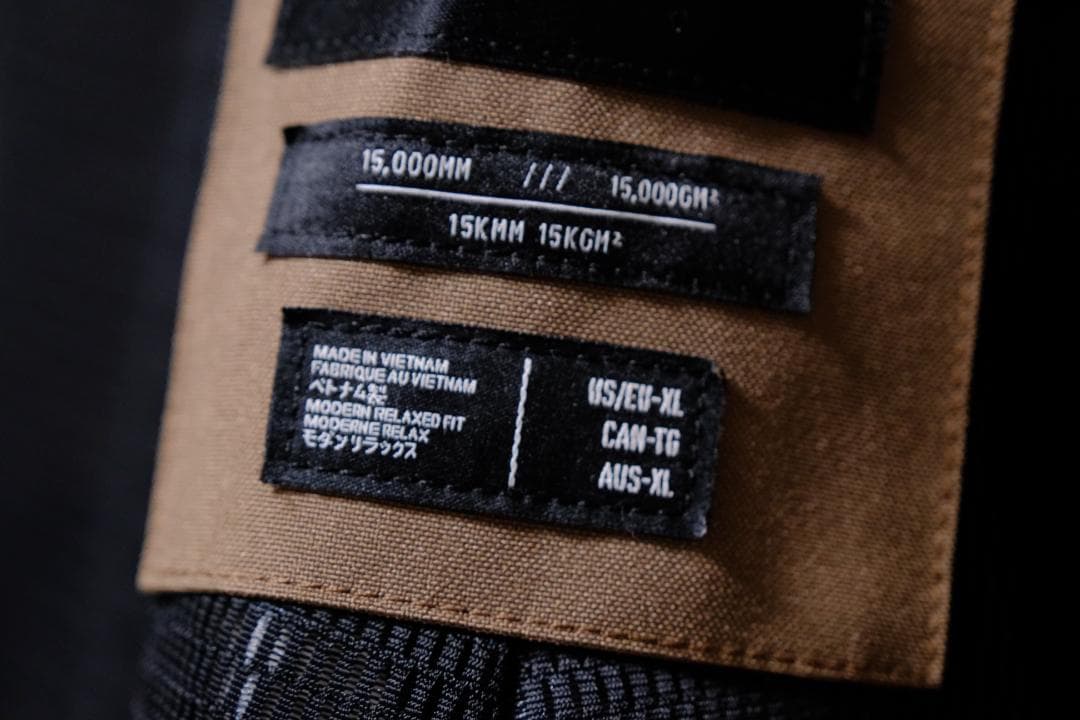 15,000MM /// 15,000GM²
15KMM 15KGM²
MADE IN VIETNAM
FABRIQUE AU VIETNAM
ベトナム製
MODERN RELAXED FIT
MODERNE RELAX
モダンリラックス
US/EU-XL
CAN-TG
AUS-XL